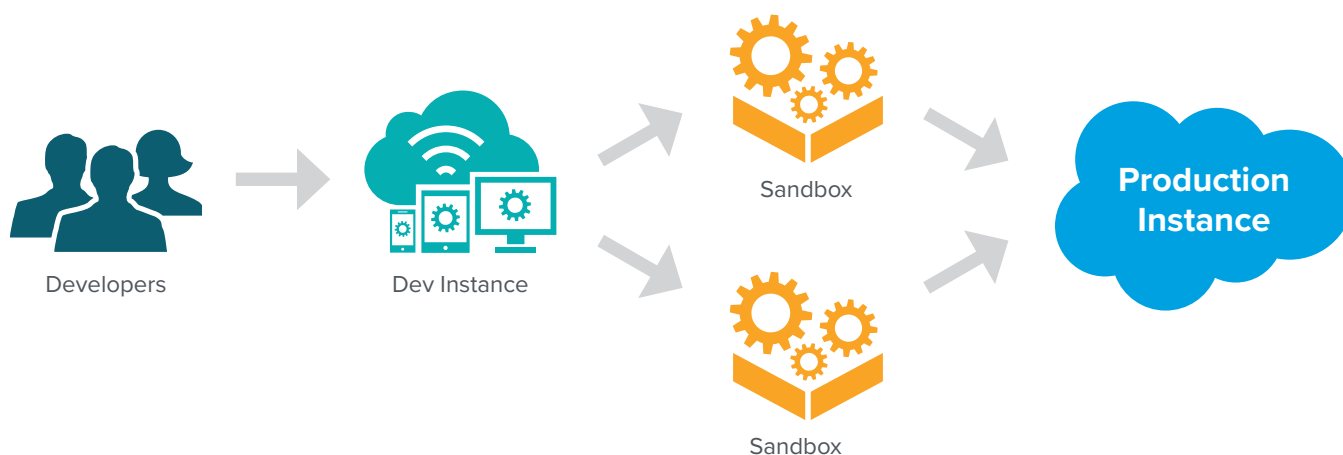 Developers
Dev Instance
Sandbox
Sandbox
Production
Instance